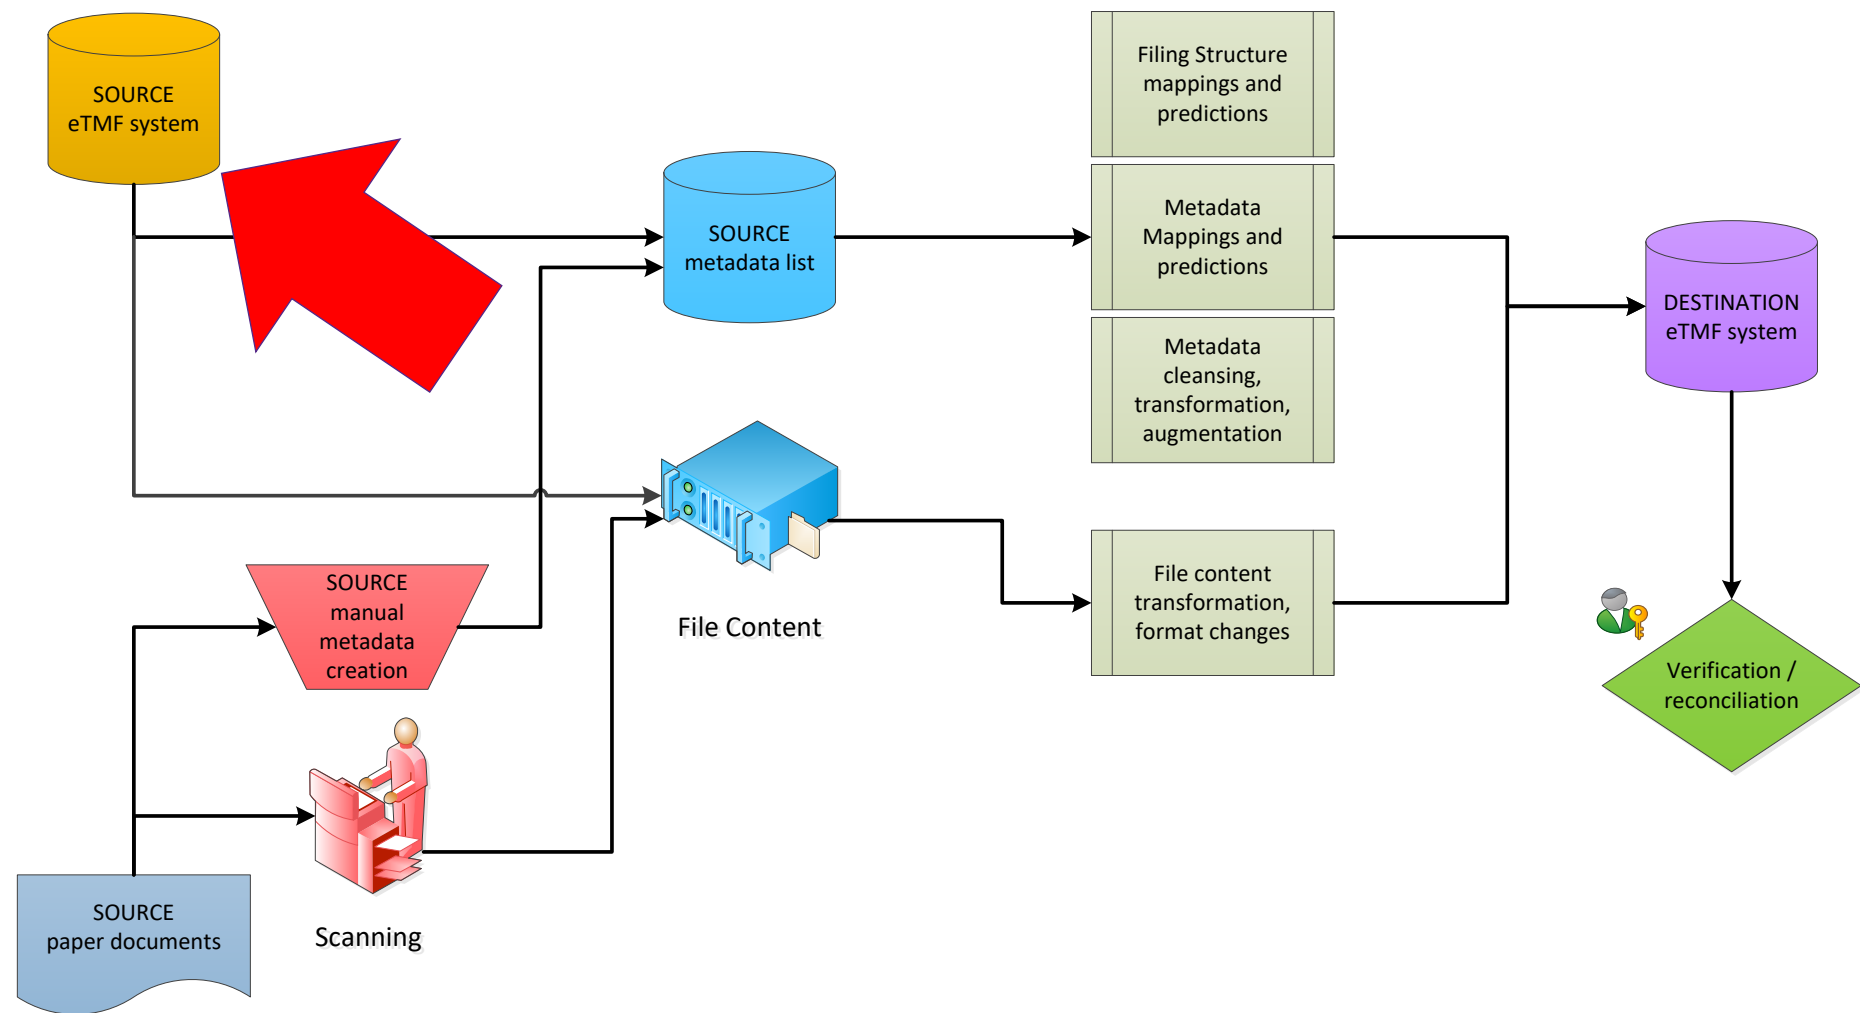 SOURCE
eTMF system
Filing Structure
mappings and
predictions
SOURCE
metadata list
Metadata
Mappings and
predictions
DESTINATION
eTMF system
Metadata
cleansing,
transformation,
augmentation
SOURCE
manual
metadata
creation
File Content
File content
transformation,
format changes
Verification /
reconciliation
SOURCE
paper documents
Scanning